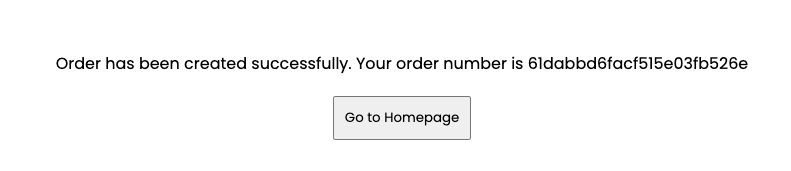 Order has been created successfully. Your order number is 61dabbd6facf515e03fb526e
Go to Homepage